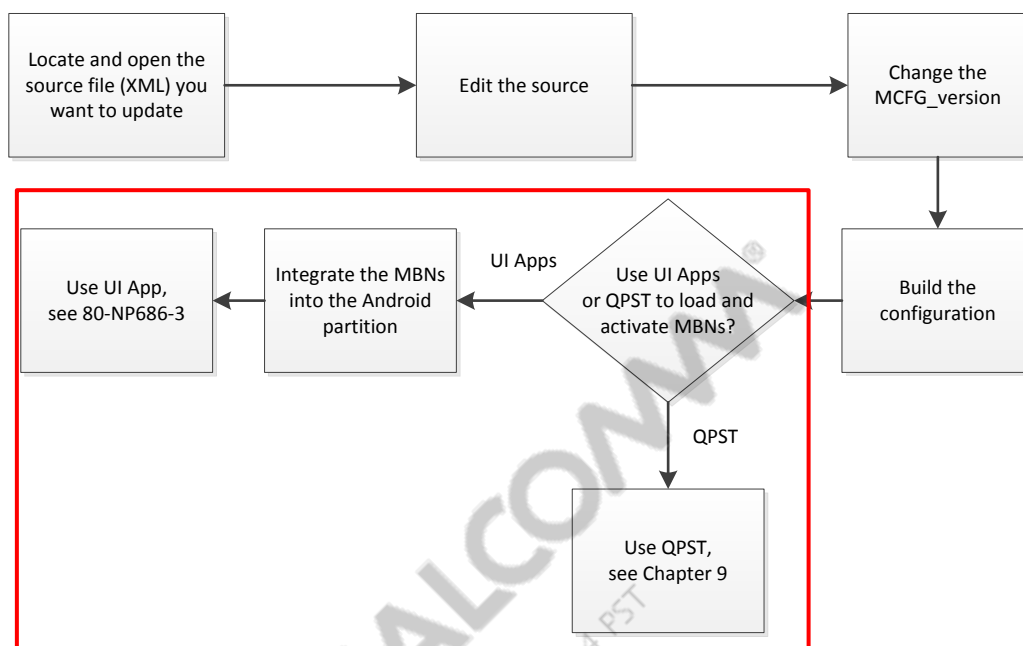 Locate and open the
source file (XML) you
want to update
Edit the source
Change the
MCFG_version
Build the
configuration
Use UI Apps
or QPST to load and
activate MBNs?
UI Apps
Integrate the MBNs
into the Android
partition
Use UI App,
see 80-NP686-3
QPST
Use QPST,
see Chapter 9
PST